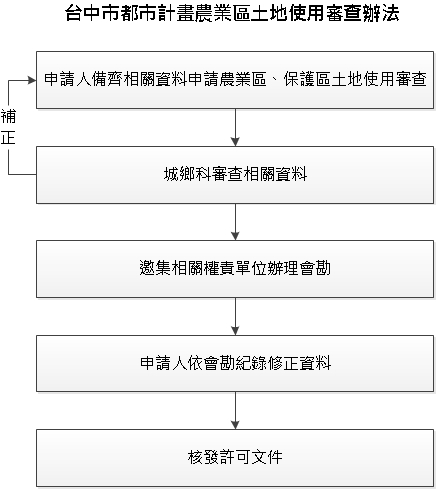 台中市都市計畫農業區土地使用審查辦法
申請人備齊相關資料申請農業區、保護區土地使用審查
補
正
城鄉科審查相關資料
邀集相關權責單位辦理會勘
申請人依會勘紀錄修正資料
核發許可文件